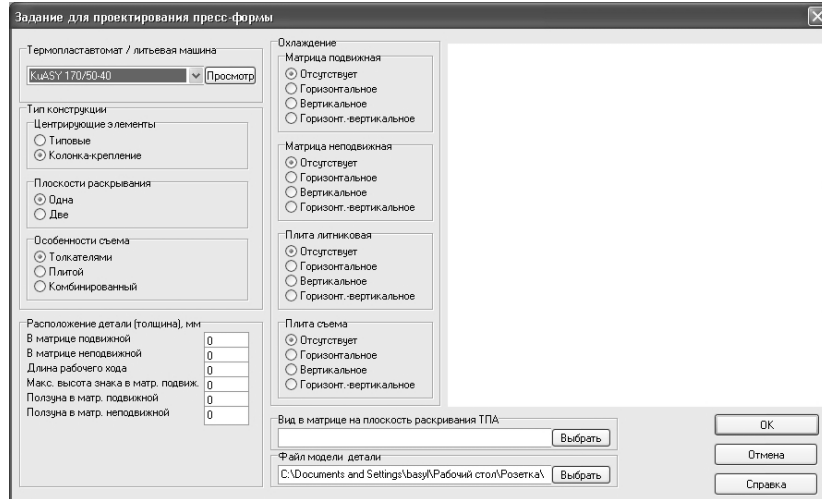 Задание для проектирования пресс-формы
Термопластавтомат / литьевая машина
KuASY 170/50-40
Просмотр
Тип конструкции
Центрирующие элементы
Типовые
Колонка-крепление
Плоскости раскрывания
Одна
Две
Особенности съема
Толкателями
Плитой
Комбинированный
Расположение детали (толщина), мм
В матрице подвижной 0
В матрице неподвижной 0
Длина рабочего хода 0
Макс. высота знака в матр. подвиж. 0
Ползуна в матр. подвижной 0
Ползуна в матр. неподвижной 0
Охлаждение
Матрица подвижная
Отсутствует
Горизонтальное
Вертикальное
Горизонт.-вертикальное
Матрица неподвижная
Отсутствует
Горизонтальное
Вертикальное
Горизонт.-вертикальное
Плита литниковая
Отсутствует
Горизонтальное
Вертикальное
Горизонт.-вертикальное
Плита съема
Отсутствует
Горизонтальное
Вертикальное
Горизонт.-вертикальное
Вид в матрице на плоскость раскривания ТПА
Выбрать
Файл модели детали
C:\Documents and Settings\basyl\Рабочий стол\Розетка\
Выбрать
OK
Отмена
Справка